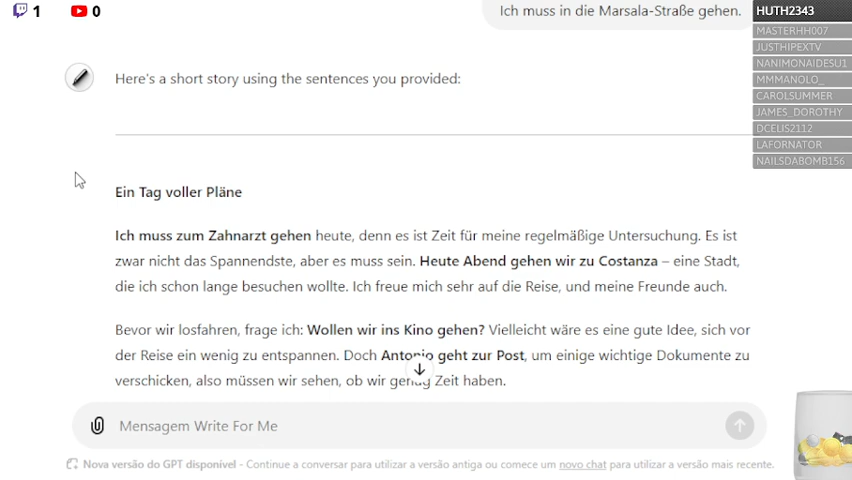 1
0
Ich muss in die Marsala-Straße gehen.
HUTH2343
MASTERHH007
JUSTHIPEXTV
NANIMONAIDESU1
MMMANOLO_
CAROLSUMMER
JAMES_DOROTHY
DCELIS2112
LAFORNATOR
NAILSDABOMB156
Here's a short story using the sentences you provided:
Ein Tag voller Pläne
Ich muss zum Zahnarzt gehen heute, denn es ist Zeit für meine regelmäßige Untersuchung. Es ist
zwar nicht das Spannendste, aber es muss sein. Heute Abend gehen wir zu Costanza – eine Stadt,
die ich schon lange besuchen wollte. Ich freue mich sehr auf die Reise, und meine Freunde auch.
Bevor wir losfahren, frage ich: Wollen wir ins Kino gehen? Vielleicht wäre es eine gute Idee, sich vor
der Reise ein wenig zu entspannen. Doch Antonio geht zur Post, um einige wichtige Dokumente zu
verschicken, also müssen wir sehen, ob wir genug Zeit haben.
Mensagem Write For Me
Nova versão do GPT disponível - Continue a conversar para utilizar a versão antiga ou comece um novo chat para utilizar a versão mais recente.